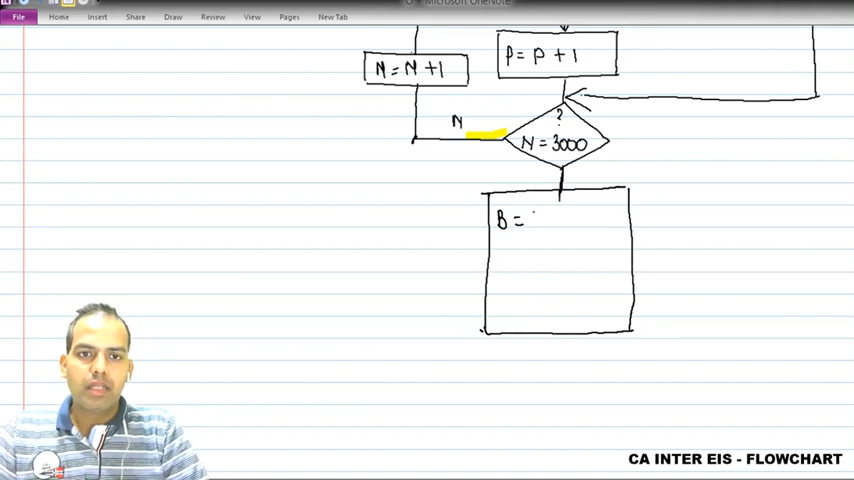 Microsoft OneNote
File Home Insert Share Draw Review View Pages New Tab
P = P + 1
N = N + 1
?
N
N = 3000
B =
CA INTER EIS - FLOWCHART